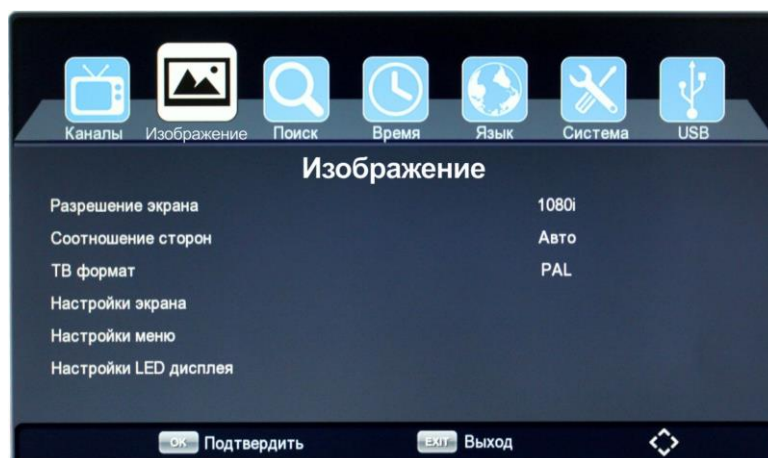 Каналы Изображение Поиск Время Язык Система USB
Изображение
Разрешение экрана 1080i
Соотношение сторон Авто
ТВ формат PAL
Настройки экрана
Настройки меню
Настройки LED дисплея
OK Подтвердить EXIT Выход